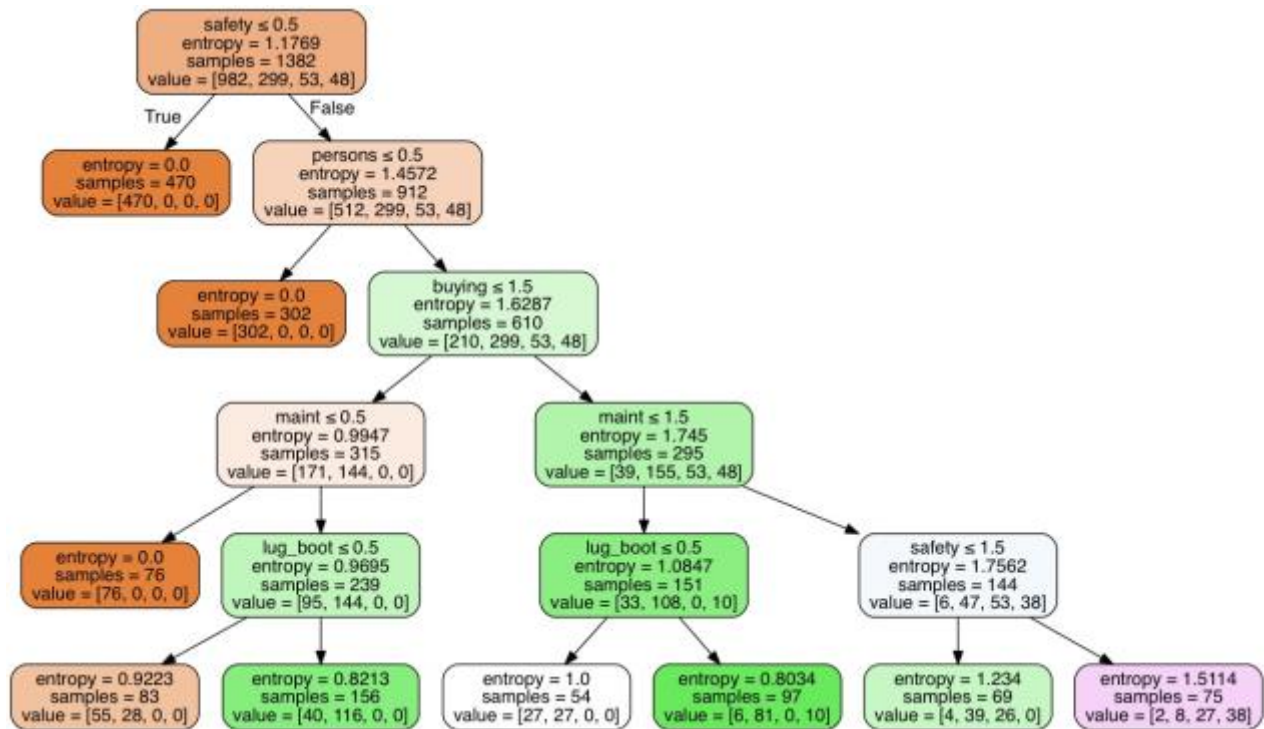 safety ≤ 0.5
entropy = 1.1769
samples = 1382
value = [982, 299, 53, 48]
True
False
entropy = 0.0
samples = 470
value = [470, 0, 0, 0]
persons ≤ 0.5
entropy = 1.4572
samples = 912
value = [512, 299, 53, 48]
entropy = 0.0
samples = 302
value = [302, 0, 0, 0]
buying ≤ 1.5
entropy = 1.6287
samples = 610
value = [210, 299, 53, 48]
maint ≤ 0.5
entropy = 0.9947
samples = 315
value = [171, 144, 0, 0]
maint ≤ 1.5
entropy = 1.745
samples = 295
value = [39, 155, 53, 48]
entropy = 0.0
samples = 76
value = [76, 0, 0, 0]
lug_boot ≤ 0.5
entropy = 0.9695
samples = 239
value = [95, 144, 0, 0]
lug_boot ≤ 0.5
entropy = 1.0847
samples = 151
value = [33, 108, 0, 10]
safety ≤ 1.5
entropy = 1.7562
samples = 144
value = [6, 47, 53, 38]
entropy = 0.9223
samples = 83
value = [55, 28, 0, 0]
entropy = 0.8213
samples = 156
value = [40, 116, 0, 0]
entropy = 1.0
samples = 54
value = [27, 27, 0, 0]
entropy = 0.8034
samples = 97
value = [6, 81, 0, 10]
entropy = 1.234
samples = 69
value = [4, 39, 26, 0]
entropy = 1.5114
samples = 75
value = [2, 8, 27, 38]